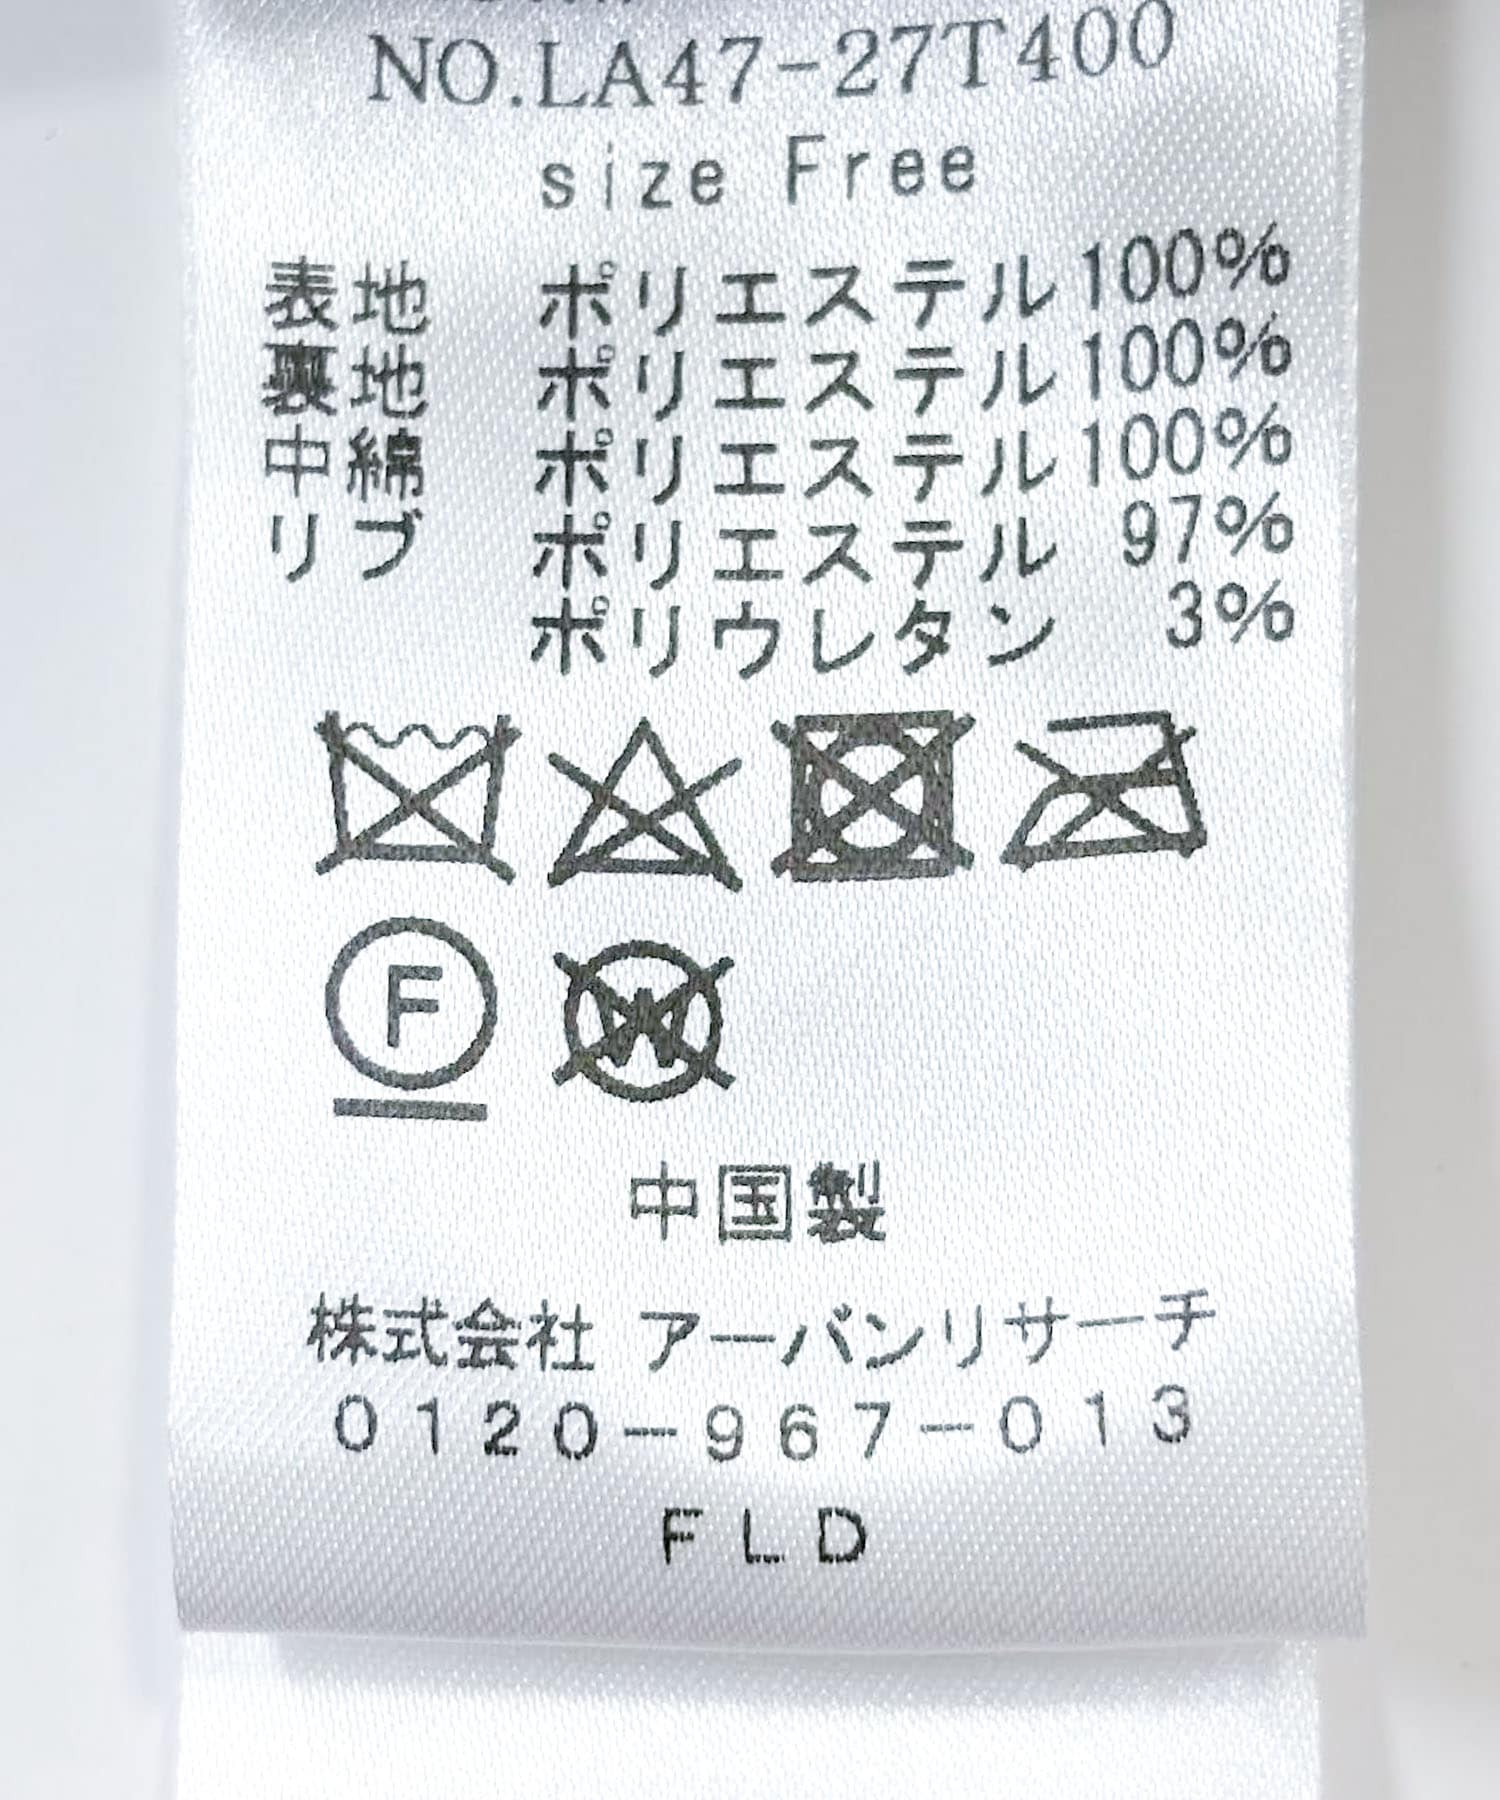 NO.LA47-27T400
size Free
表地 ポリエステル100%
裏地 ポリエステル100%
中綿 ポリエステル100%
リブ ポリエステル 97%
ポリウレタン 3%
F
W
中国製
株式会社 アーバンリサーチ
0120-967-013
FLD